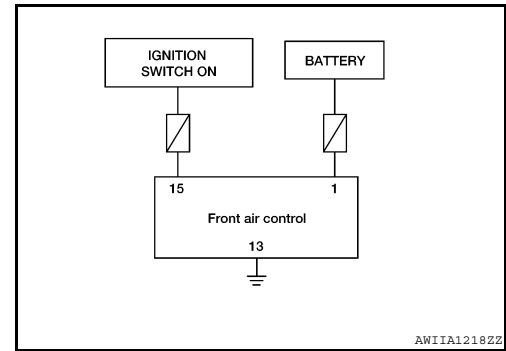 IGNITION
SWITCH ON
BATTERY
15
1
Front air control
13
AWIIA1218ZZ